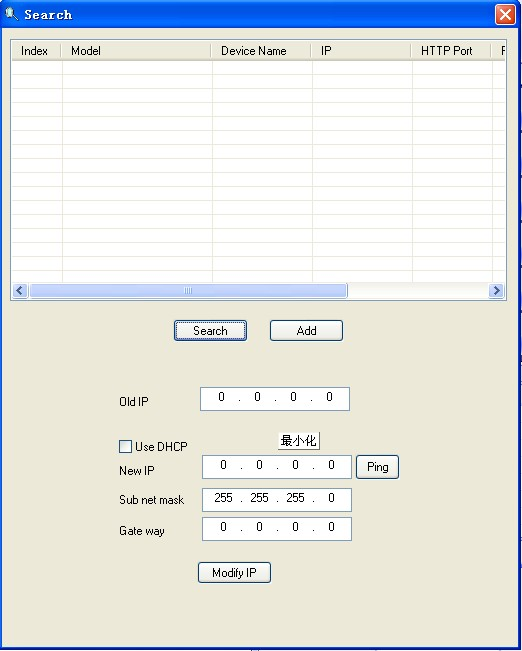 Search
Index Model Device Name IP HTTP Port
Search Add
Old IP 0 . 0 . 0 . 0
Use DHCP 最小化
New IP 0 . 0 . 0 . 0 Ping
Sub net mask 255 . 255 . 255 . 0
Gate way 0 . 0 . 0 . 0
Modify IP